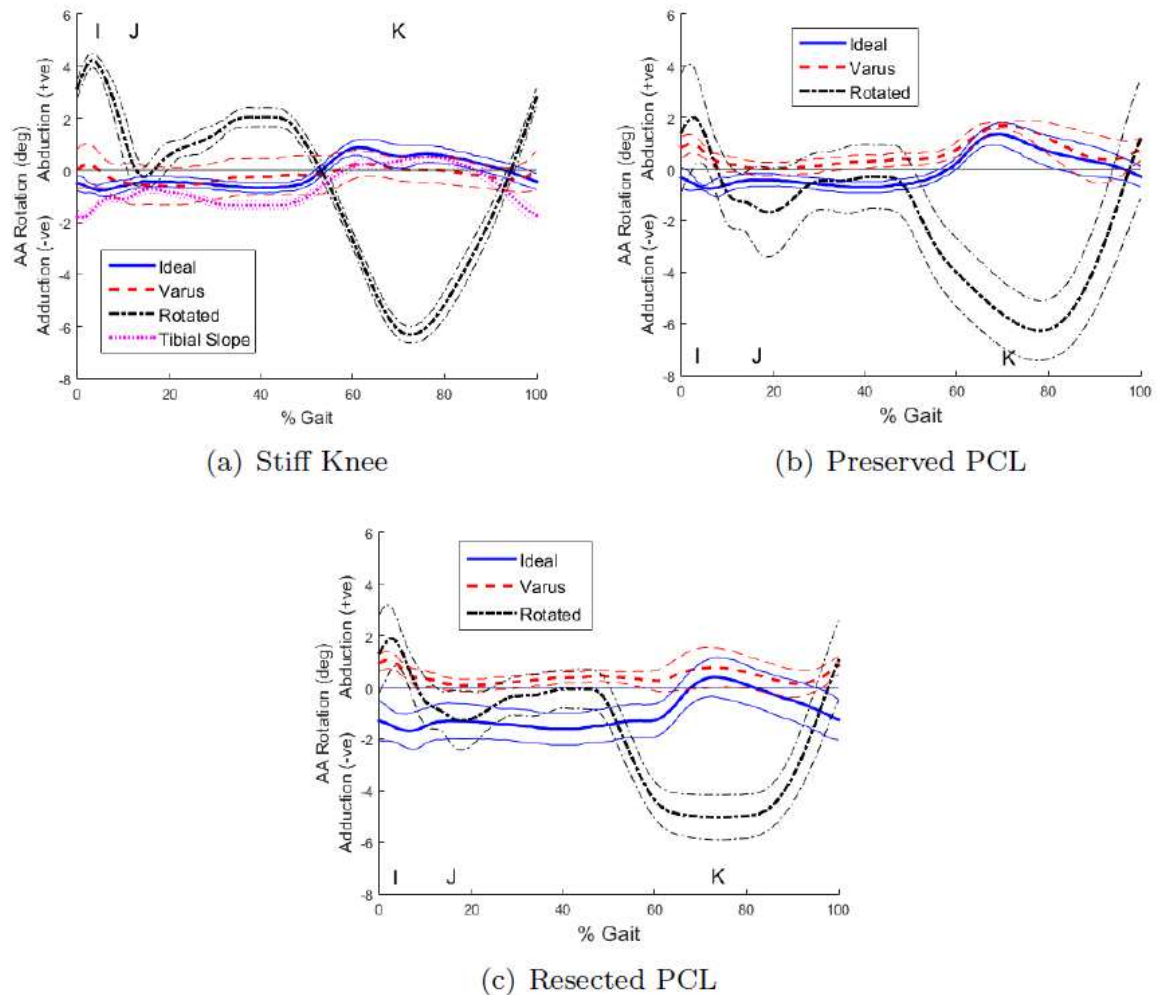 I J K
6
4
2
0
-2
-4
-6
-8
AA Rotation (deg)
Adduction (-ve) Abduction (+ve)
Ideal
Varus
Rotated
Tibial Slope
0 20 40 60 80 100
% Gait
(a) Stiff Knee
6
4
2
0
-2
-4
-6
-8
AA Rotation (deg)
Adduction (-ve) Abduction (+ve)
Ideal
Varus
Rotated
I J K
0 20 40 60 80 100
% Gait
(b) Preserved PCL
6
4
2
0
-2
-4
-6
-8
AA Rotation (deg)
Adduction (-ve) Abduction (+ve)
Ideal
Varus
Rotated
I J K
0 20 40 60 80 100
% Gait
(c) Resected PCL